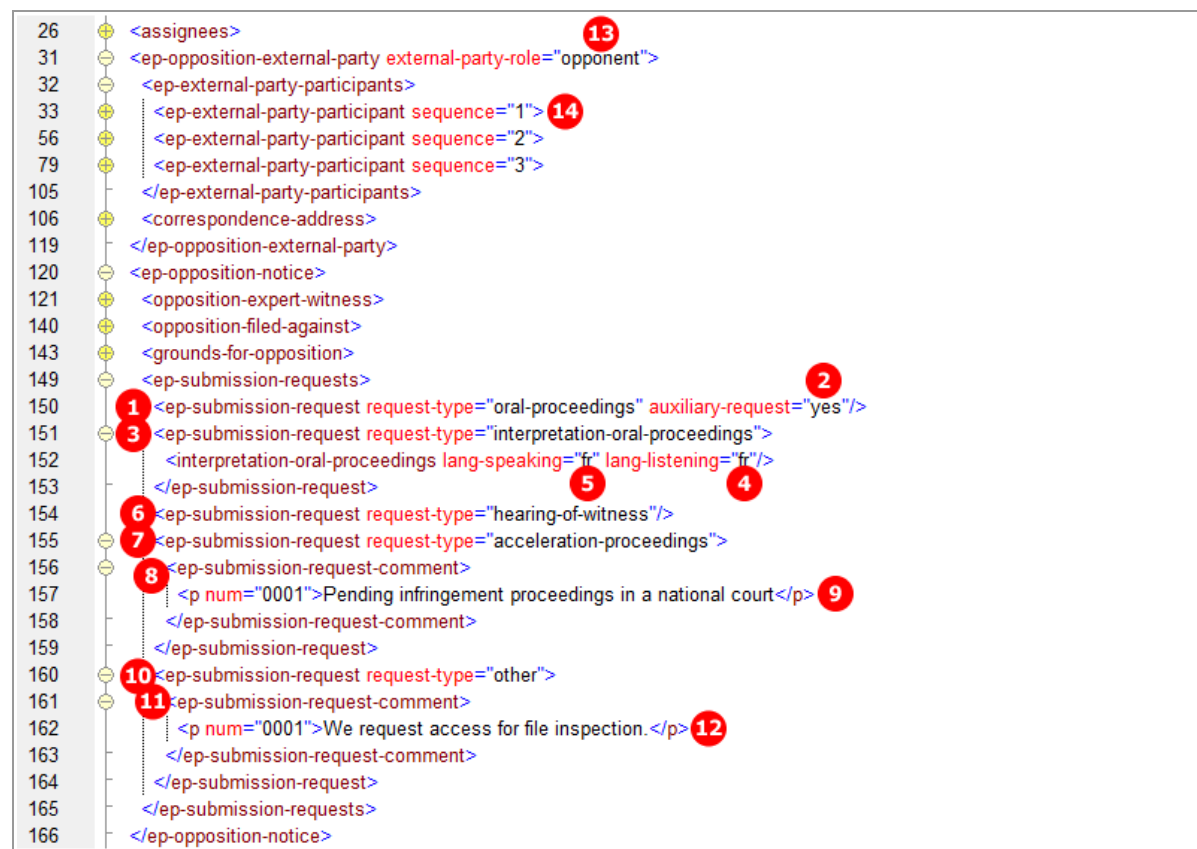 13
26 <assignees>
31 <ep-opposition-external-party external-party-role="opponent">
32 <ep-external-party-participants>
33 <ep-external-party-participant sequence="1"> 14
56 <ep-external-party-participant sequence="2">
79 <ep-external-party-participant sequence="3">
105 </ep-external-party-participants>
106 <correspondence-address>
119 </ep-opposition-external-party>
120 <ep-opposition-notice>
121 <opposition-expert-witness>
140 <opposition-filed-against>
143 <grounds-for-opposition>
149 <ep-submission-requests>
2
150 1 <ep-submission-request request-type="oral-proceedings" auxiliary-request="yes"/>
151 3 <ep-submission-request request-type="interpretation-oral-proceedings">
152 <interpretation-oral-proceedings lang-speaking="fr" lang-listening="fr"/>
153 </ep-submission-request> 5 4
154 6 <ep-submission-request request-type="hearing-of-witness"/>
155 7 <ep-submission-request request-type="acceleration-proceedings">
156 8 <ep-submission-request-comment>
157 <p num="0001">Pending infringement proceedings in a national court</p> 9
158 </ep-submission-request-comment>
159 </ep-submission-request>
160 10 <ep-submission-request request-type="other">
161 11 <ep-submission-request-comment>
162 <p num="0001">We request access for file inspection.</p> 12
163 </ep-submission-request-comment>
164 </ep-submission-request>
165 </ep-submission-requests>
166 </ep-opposition-notice>